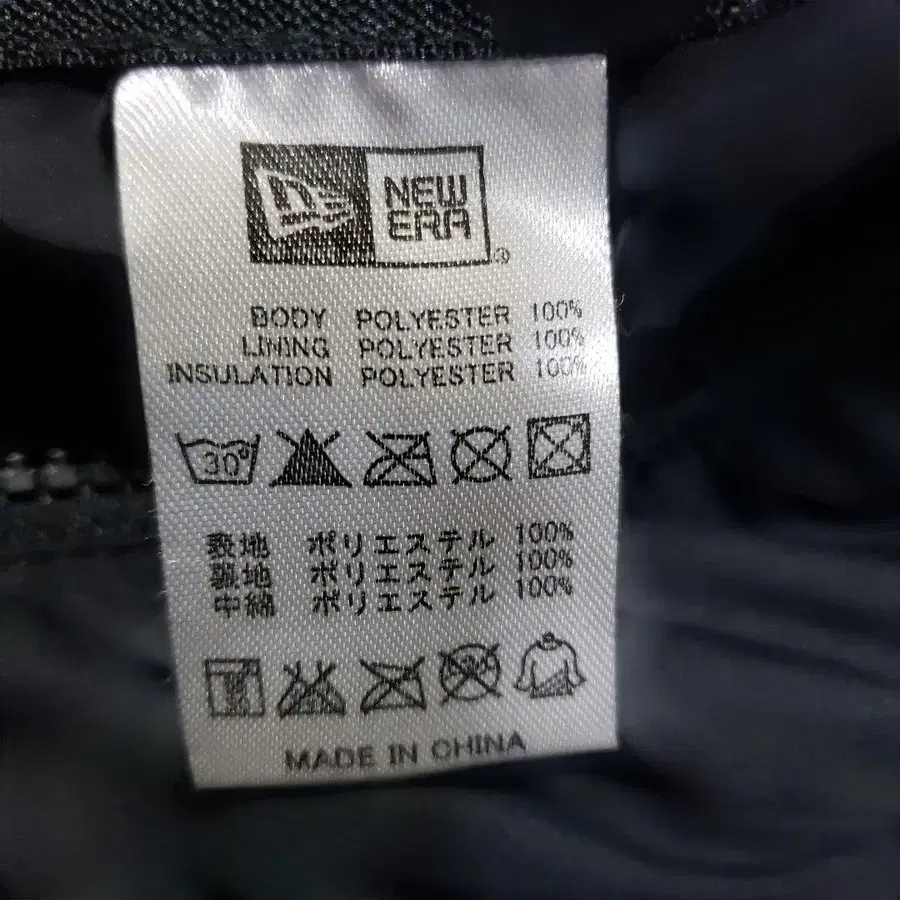 NEW
ERA
®
BODY POLYESTER 100%
LINING POLYESTER 100%
INSULATION POLYESTER 100%
30°
表地 ポリエステル 100%
裏地 ポリエステル 100%
中綿 ポリエステル 100%
MADE IN CHINA